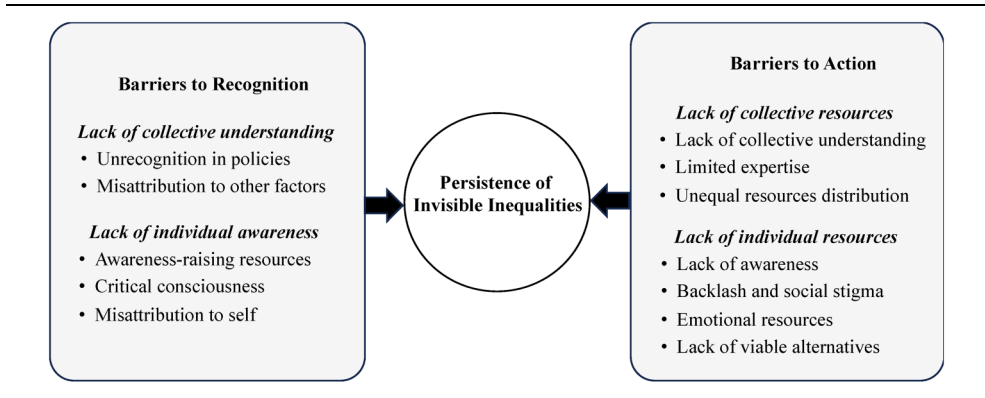 Barriers to Recognition
Lack of collective understanding
• Unrecognition in policies
• Misattribution to other factors
Lack of individual awareness
• Awareness-raising resources
• Critical consciousness
• Misattribution to self
Persistence of
Invisible Inequalities
Barriers to Action
Lack of collective resources
• Lack of collective understanding
• Limited expertise
• Unequal resources distribution
Lack of individual resources
• Lack of awareness
• Backlash and social stigma
• Emotional resources
• Lack of viable alternatives